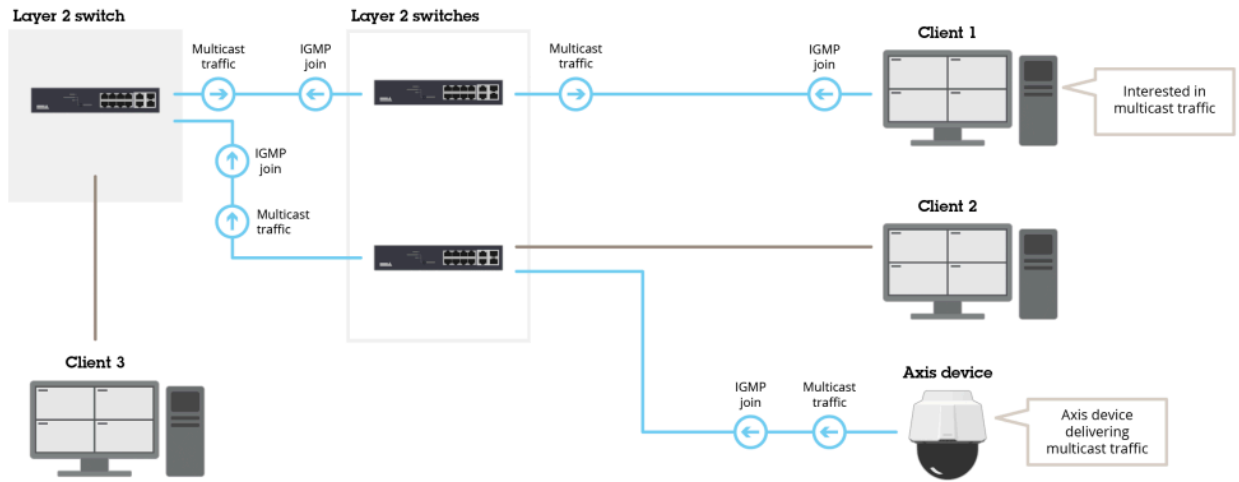 Layer 2 switch
Layer 2 switches
Multicast
traffic
IGMP
join
Multicast
traffic
IGMP
join
Client 1
Interested in
multicast traffic
IGMP
join
Multicast
traffic
Client 2
Client 3
IGMP
join
Multicast
traffic
Axis device
Axis device
delivering
multicast traffic